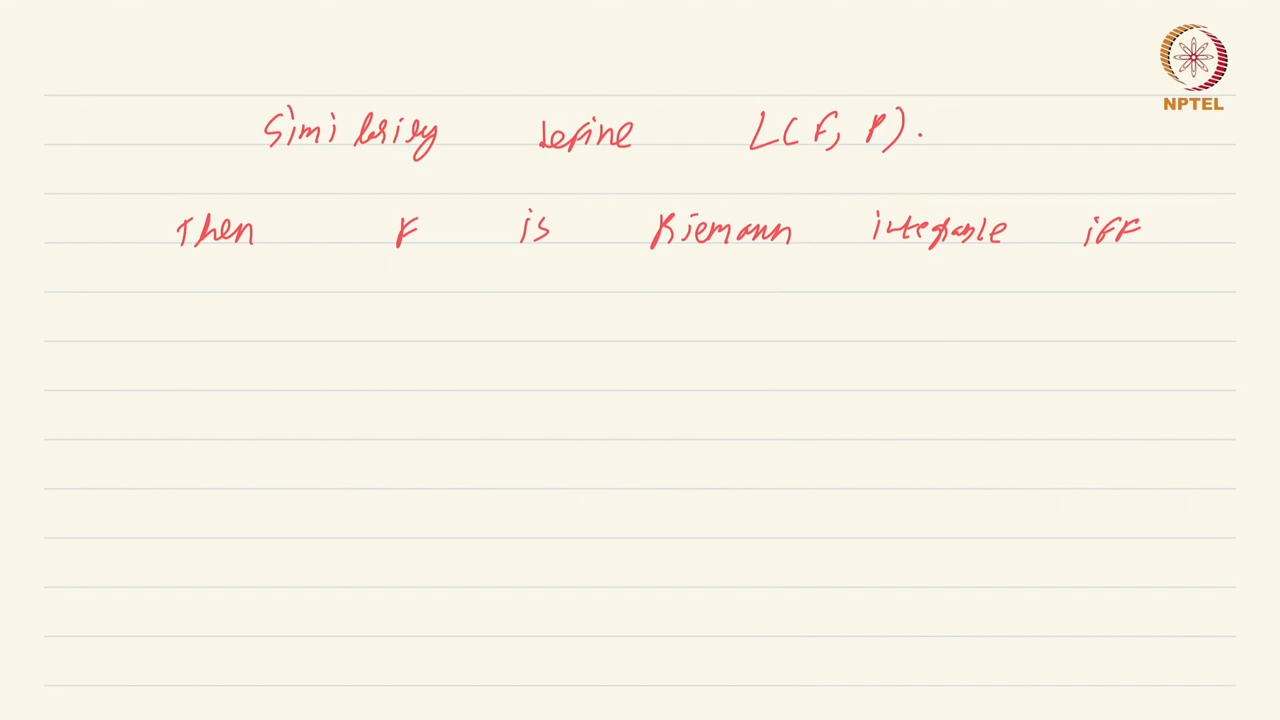 NPTEL
Similarly define L(F, P).
Then F is Riemann integrable iff